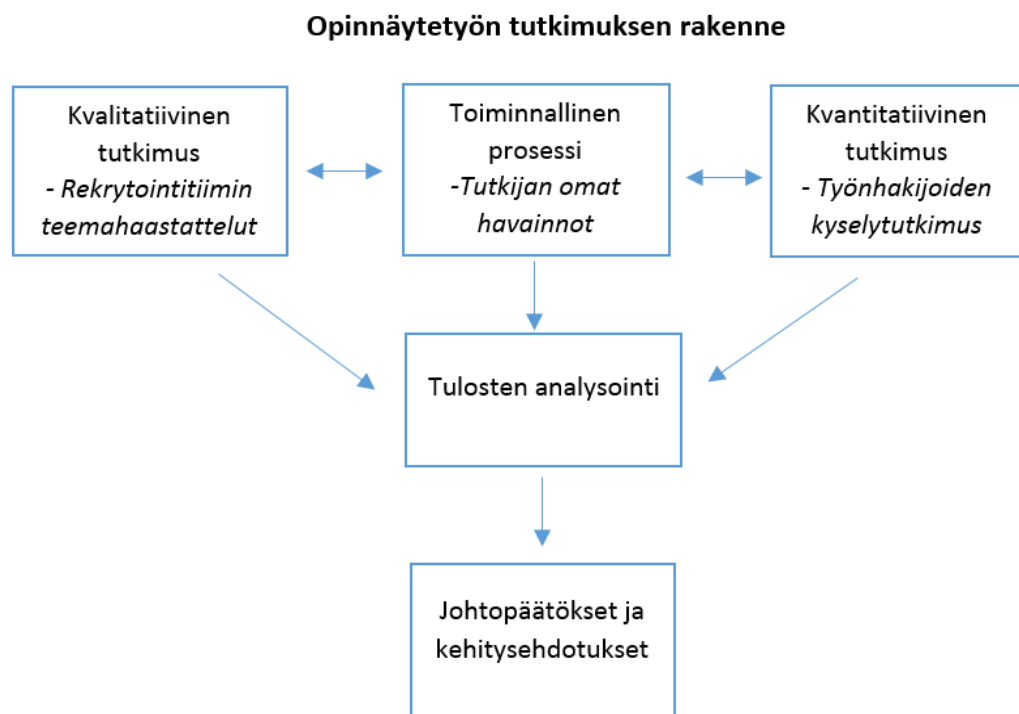 Opinnäytetyön tutkimuksen rakenne
Kvalitatiivinen
tutkimus
- Rekrytointitiimin
teemahaastattelut
Toiminnallinen
prosessi
-Tutkijan omat
havainnot
Kvantitatiivinen
tutkimus
- Työnhakijoiden
kyselytutkimus
Tulosten analysointi
Johtopäätökset ja
kehitysehdotukset